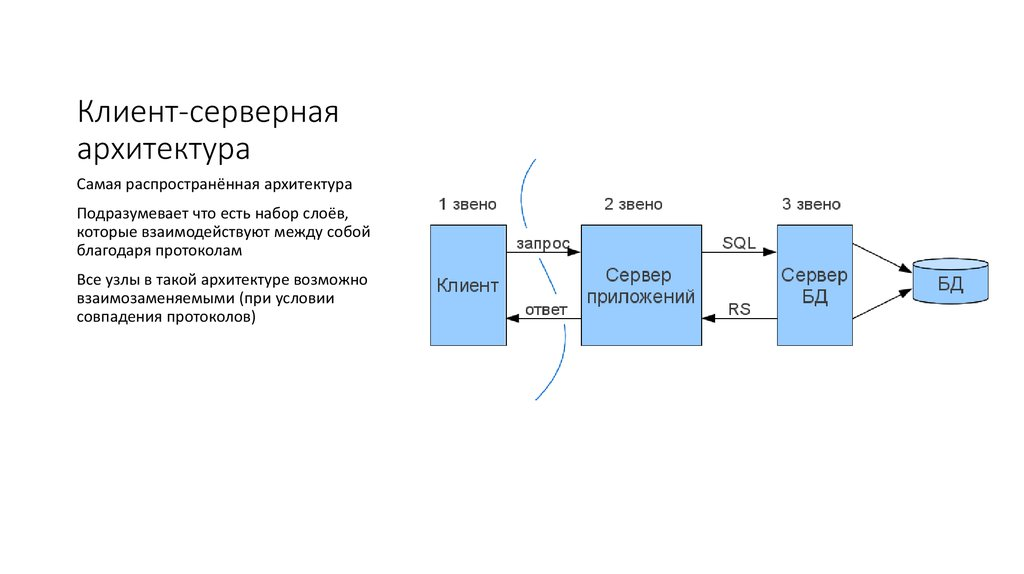 Клиент-серверная
архитектура
Самая распространённая архитектура
Подразумевает что есть набор слоёв,
которые взаимодействуют между собой
благодаря протоколам
Все узлы в такой архитектуре возможно
взаимозаменяемыми (при условии
совпадения протоколов)
1 звено
2 звено
3 звено
запрос
SQL
Клиент
Сервер
приложений
Сервер
БД
БД
ответ
RS